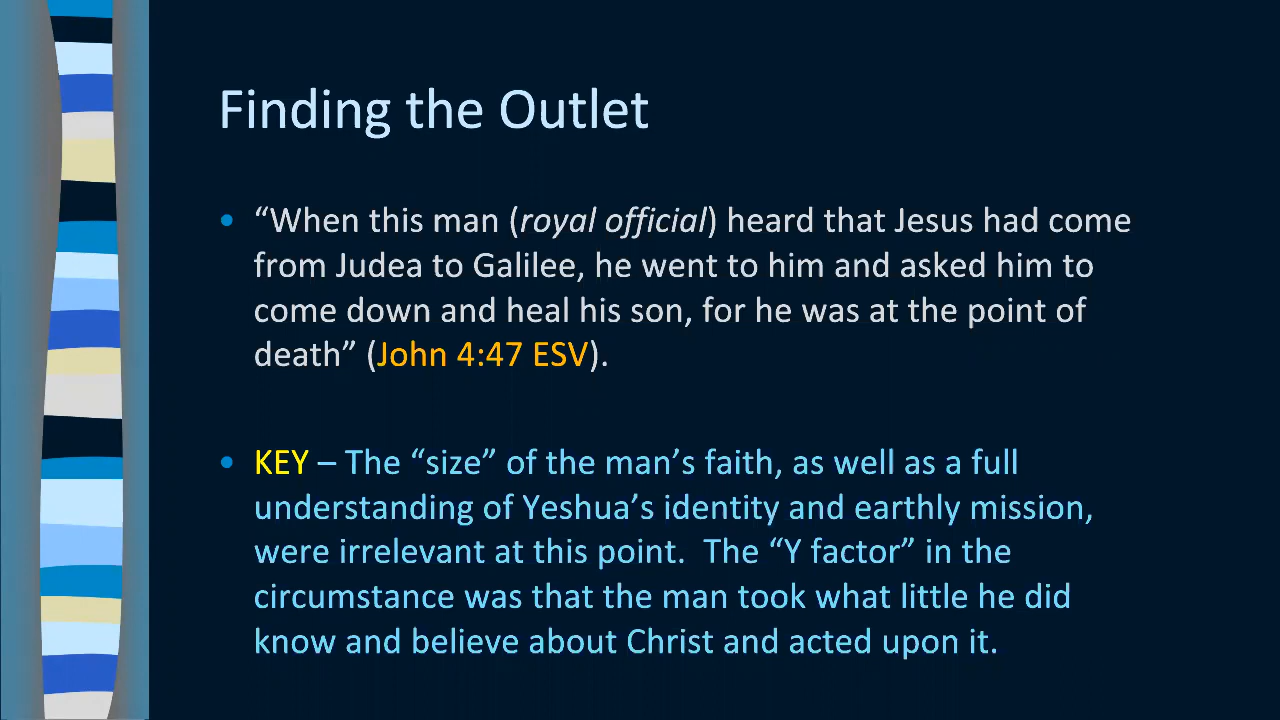 Finding the Outlet
• “When this man (royal official) heard that Jesus had come
from Judea to Galilee, he went to him and asked him to
come down and heal his son, for he was at the point of
death” (John 4:47 ESV).
• KEY – The “size” of the man’s faith, as well as a full
understanding of Yeshua’s identity and earthly mission,
were irrelevant at this point.  The “Y factor” in the
circumstance was that the man took what little he did
know and believe about Christ and acted upon it.